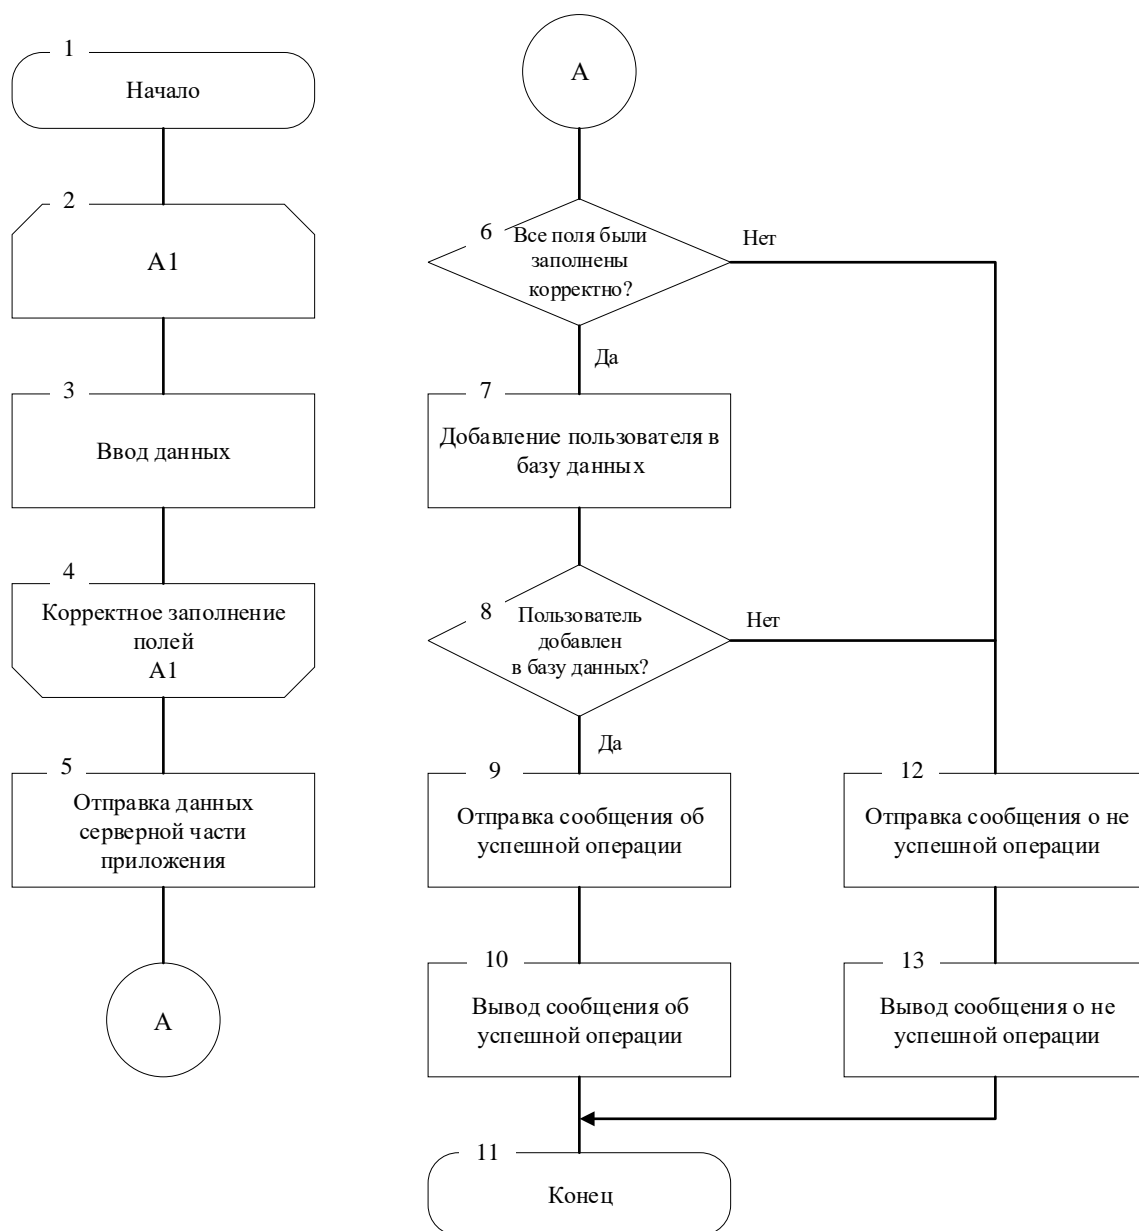 1
Начало
2
А1
3
Ввод данных
4
Корректное заполнение
полей
А1
5
Отправка данных
серверной части
приложения
А
А
6
Все поля были
заполнены
корректно?
Нет
Да
7
Добавление пользователя в
базу данных
8
Пользователь
добавлен
в базу данных?
Нет
Да
9
Отправка сообщения об
успешной операции
10
Вывод сообщения об
успешной операции
11
Конец
12
Отправка сообщения о не
успешной операции
13
Вывод сообщения о не
успешной операции